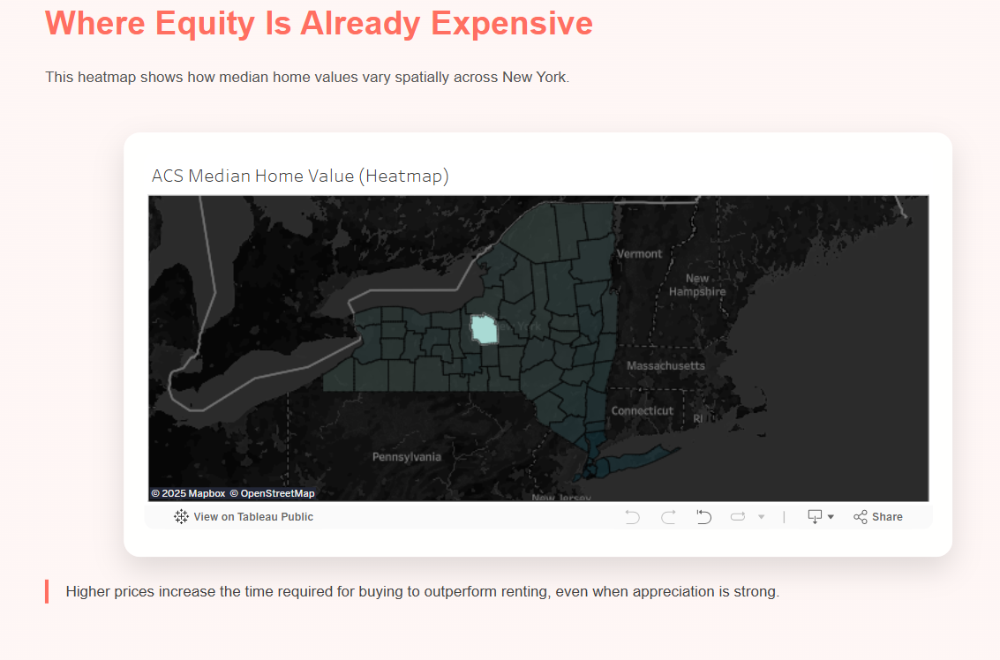 Where Equity Is Already Expensive
This heatmap shows how median home values vary spatially across New York.
ACS Median Home Value (Heatmap)
Vermont
New
Hampshire
York
Massachusetts
Connecticut
RI
Pennsylvania
New Jersey
© 2025 Mapbox © OpenStreetMap
View on Tableau Public
Share
Higher prices increase the time required for buying to outperform renting, even when appreciation is strong.